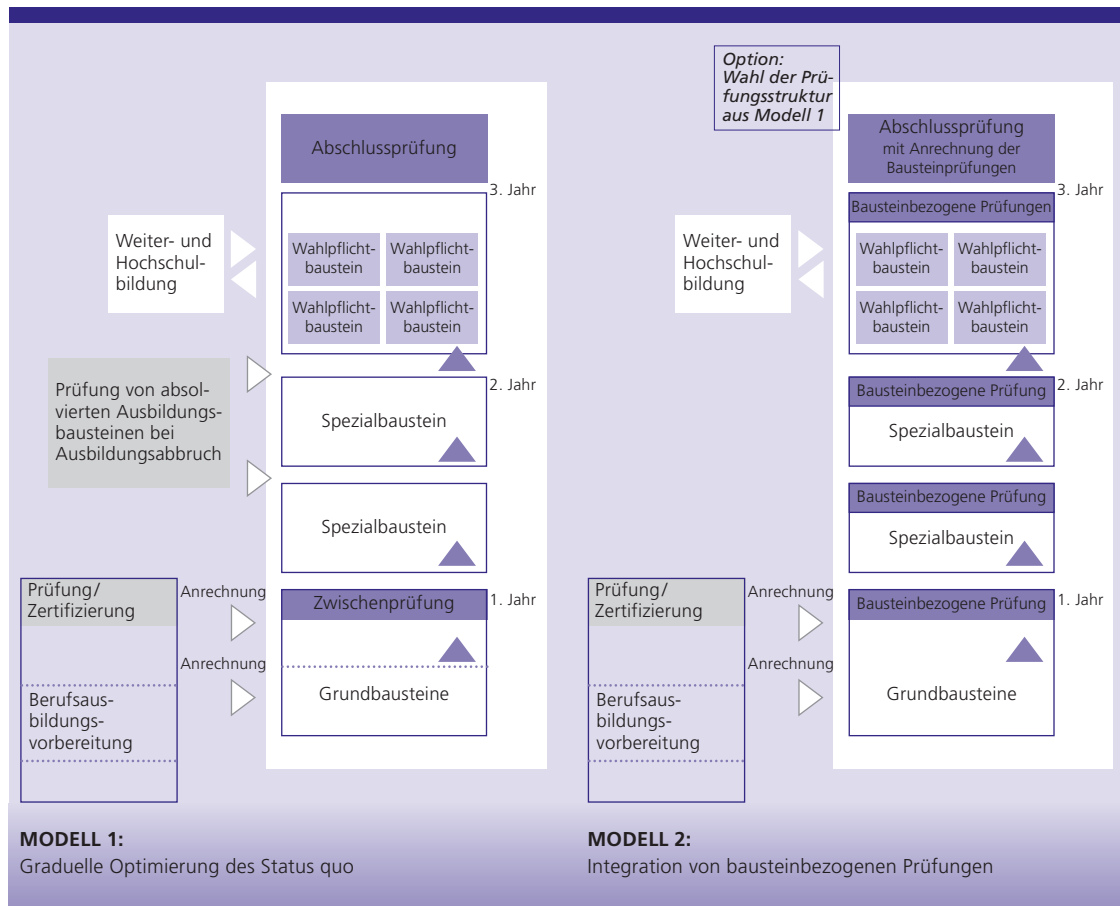 Abschlussprüfung
3. Jahr
Weiter- und
Hochschul-
bildung
Wahlpflicht-
baustein
Wahlpflicht-
baustein
Wahlpflicht-
baustein
Wahlpflicht-
baustein
Prüfung von absol-
vierten Ausbildungs-
bausteinen bei
Ausbildungsabbruch
2. Jahr
Spezialbaustein
Spezialbaustein
Prüfung/
Zertifizierung
Anrechnung
Zwischenprüfung
1. Jahr
Anrechnung
Berufsaus-
bildungs-
vorbereitung
Grundbausteine
MODELL 1:
Graduelle Optimierung des Status quo
Option:
Wahl der Prü-
fungsstruktur
aus Modell 1
Abschlussprüfung
mit Anrechnung der
Bausteinprüfungen
3. Jahr
Bausteinbezogene Prüfungen
Weiter- und
Hochschul-
bildung
Wahlpflicht-
baustein
Wahlpflicht-
baustein
Wahlpflicht-
baustein
Wahlpflicht-
baustein
2. Jahr
Bausteinbezogene Prüfung
Spezialbaustein
Bausteinbezogene Prüfung
Spezialbaustein
Prüfung/
Zertifizierung
Anrechnung
Bausteinbezogene Prüfung
1. Jahr
Anrechnung
Berufsaus-
bildungs-
vorbereitung
Grundbausteine
MODELL 2:
Integration von bausteinbezogenen Prüfungen